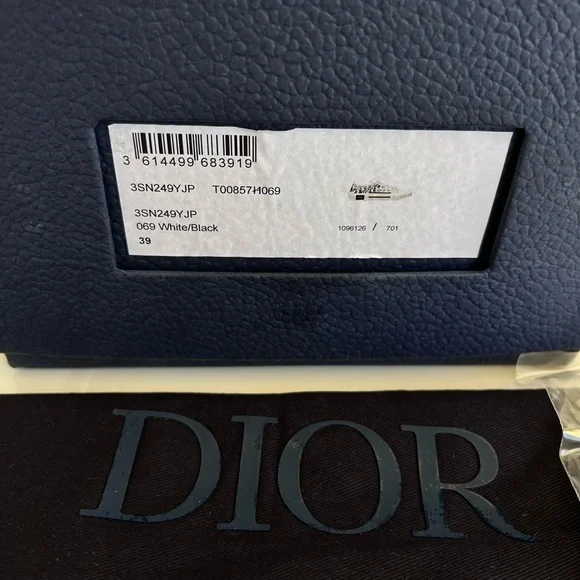 3 614499 683919
3SN249YJP T00857H069
3SN249YJP
069 White/Black
39
1096126 / 701
DIOR